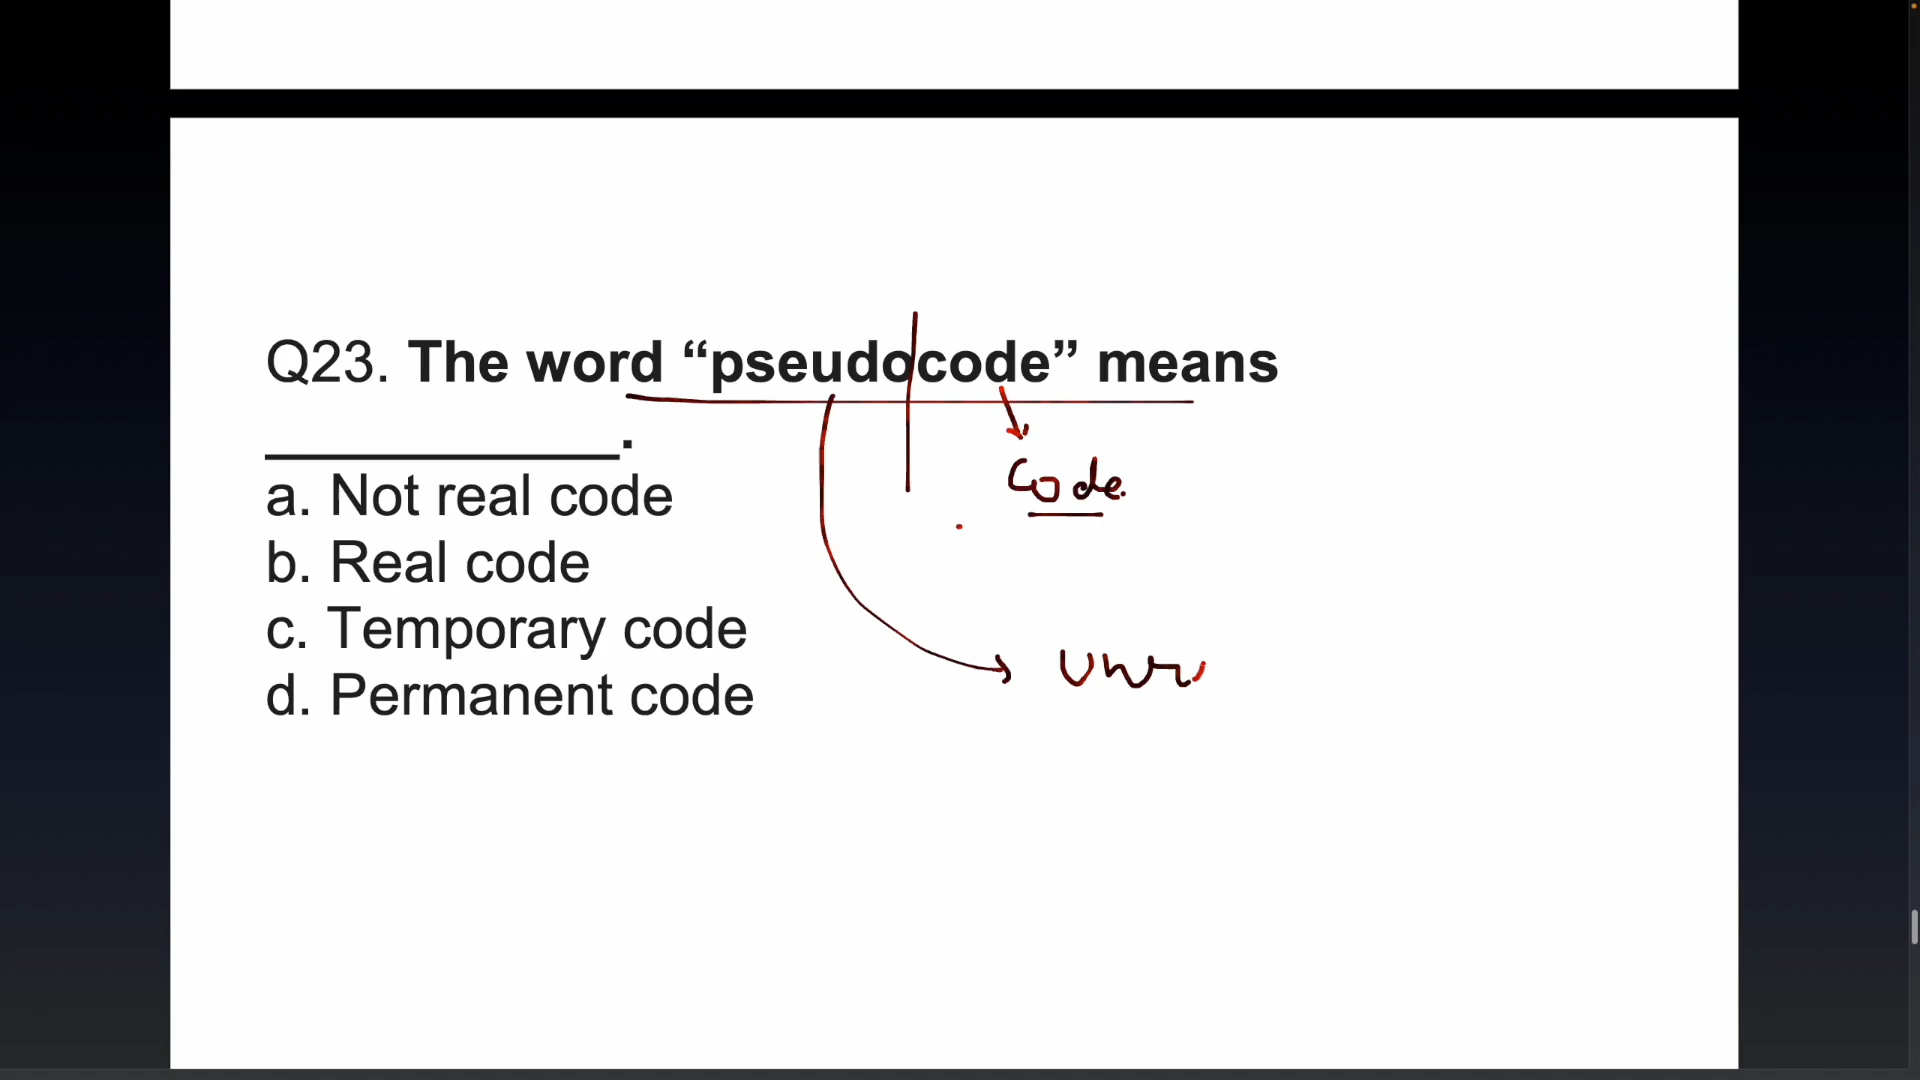 Q23. The word “pseudocode” means
____________.
a. Not real code
b. Real code
c. Temporary code
d. Permanent code
Code.